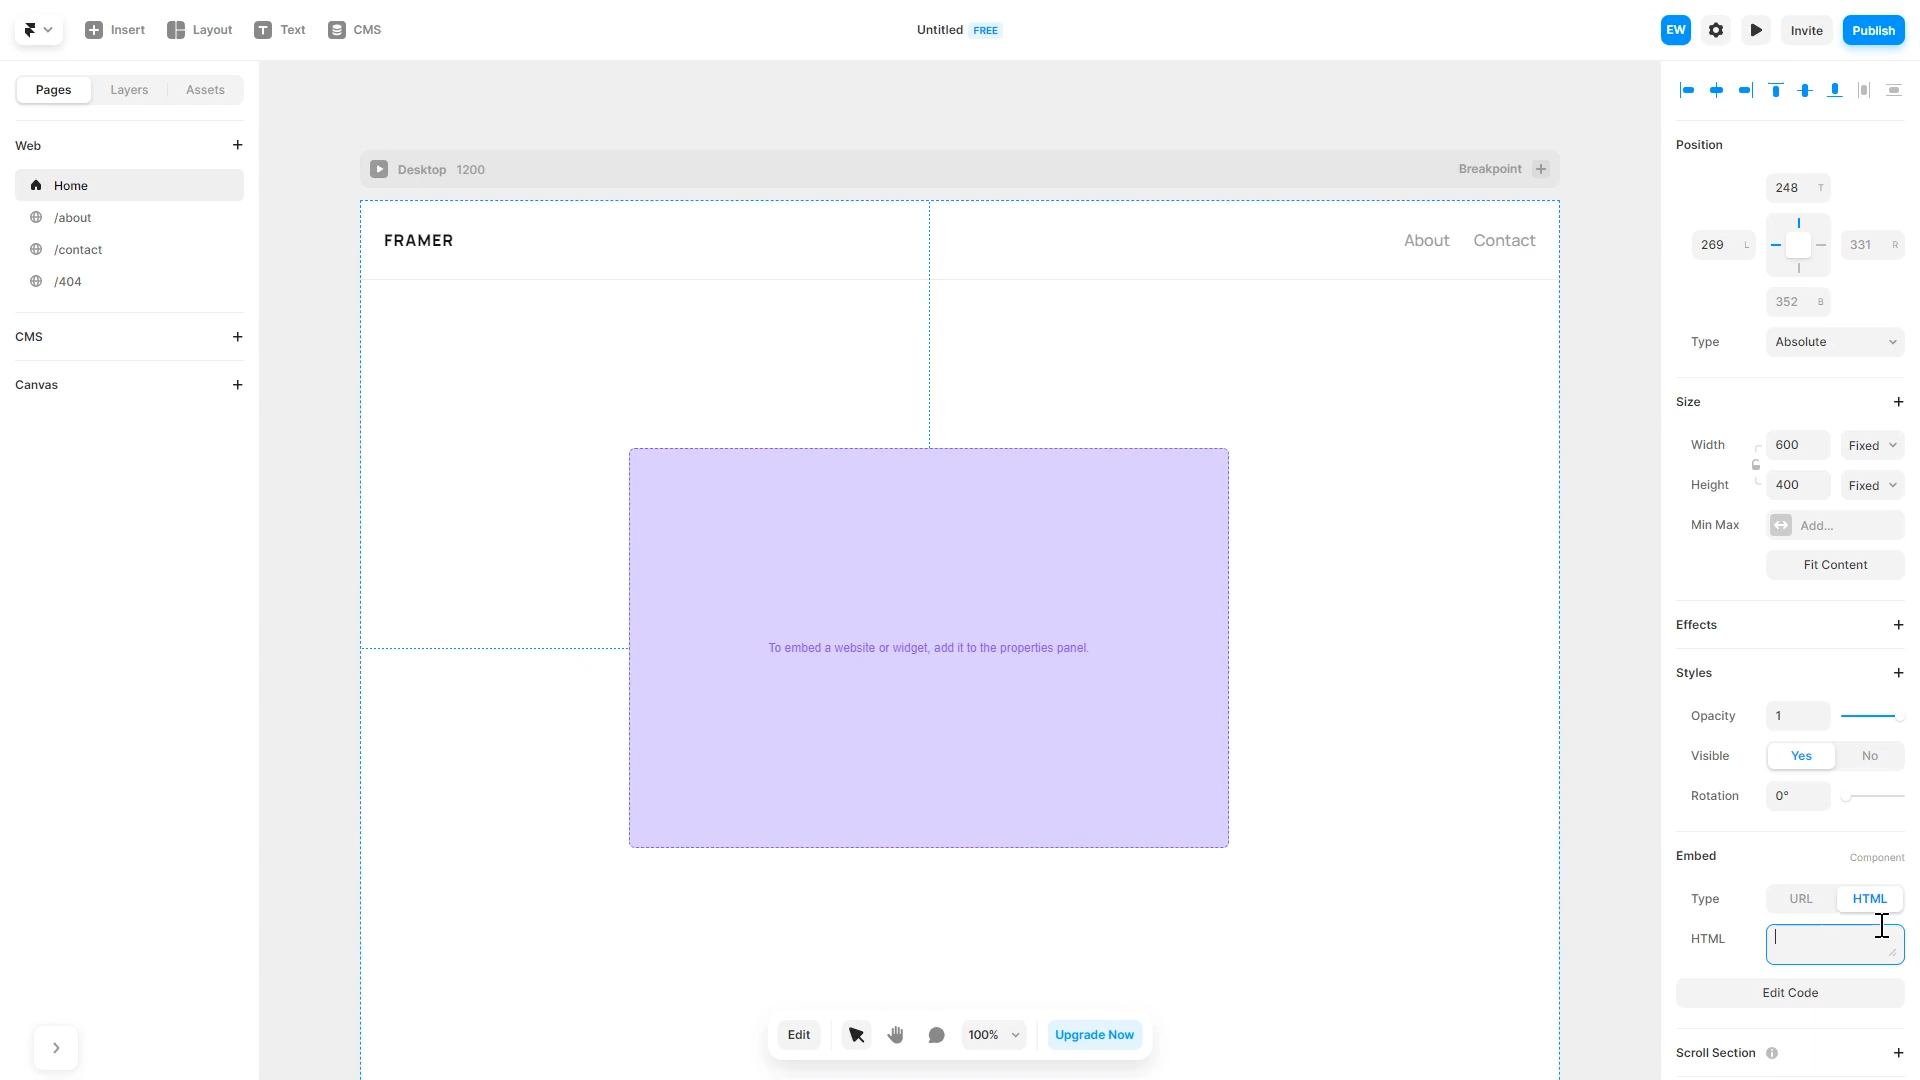 Insert
Layout
Text
CMS
Untitled FREE
EW
Invite
Publish
Pages
Layers
Assets
Web
Home
/about
/contact
/404
CMS
Canvas
Desktop 1200
Breakpoint
FRAMER
About
Contact
To embed a website or widget, add it to the properties panel.
Edit
100%
Upgrade Now
Position
248 T
269 L
331 R
352 B
Type Absolute
Size
Width 600 Fixed
Height 400 Fixed
Min Max Add...
Fit Content
Effects
Styles
Opacity 1
Visible Yes No
Rotation 0°
Embed Component
Type URL HTML
HTML
Edit Code
Scroll Section